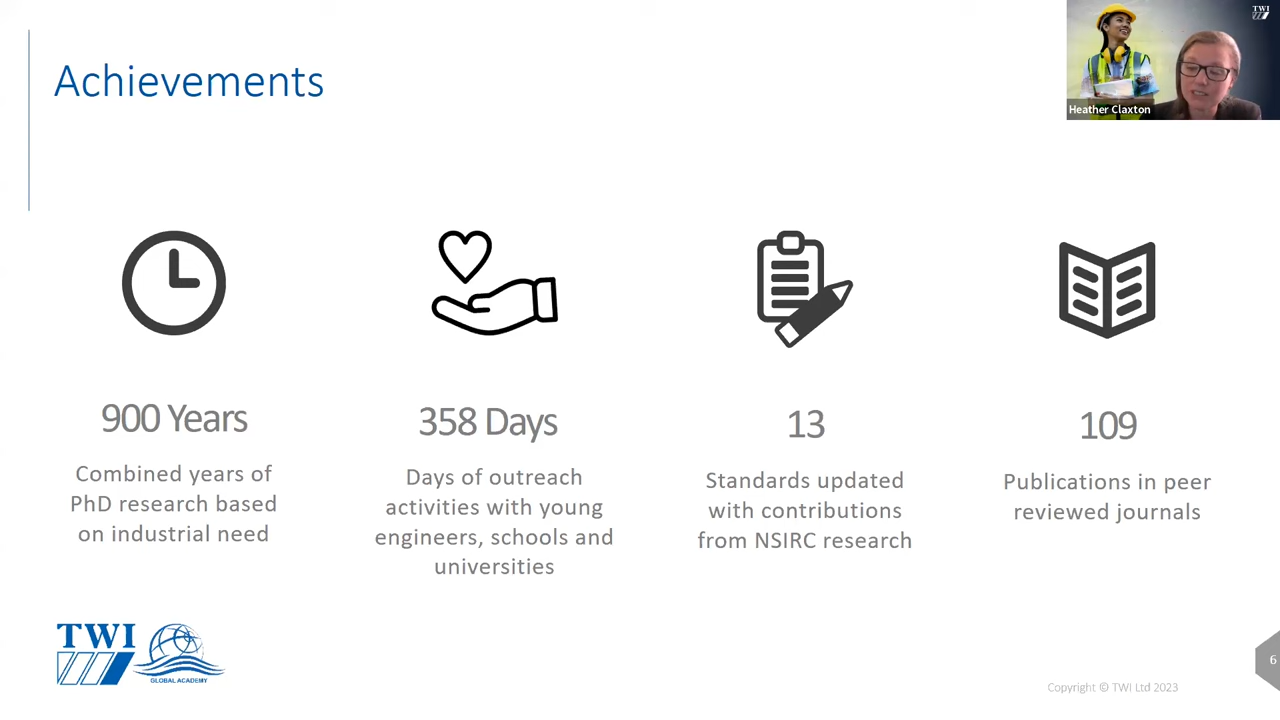 Achievements
TWI
Heather Claxton
900 Years
Combined years of
PhD research based
on industrial need
358 Days
Days of outreach
activities with young
engineers, schools and
universities
13
Standards updated
with contributions
from NSIRC research
109
Publications in peer
reviewed journals
TWI
GLOBAL ACADEMY
Copyright © TWI Ltd 2023
6